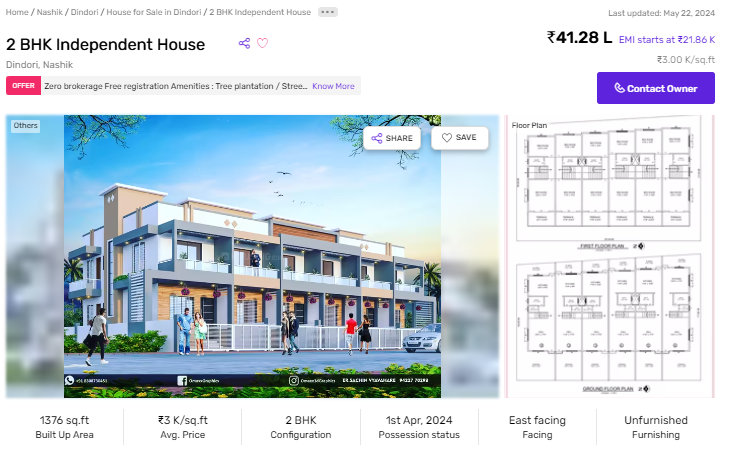 Home / Nashik / Dindori / House for Sale in Dindori / 2 BHK Independent House
Last updated: May 22, 2024
2 BHK Independent House
₹41.28 L EMI starts at ₹21.86 K
Dindori, Nashik
₹3.00 K/sq.ft
OFFER Zero brokerage Free registration Amenities : Tree plantation / Stree... Know More
Contact Owner
Others
SHARE
SAVE
Floor Plan
FIRST FLOOR PLAN
GROUND FLOOR PLAN
ER.SACHIN VYAVAHARE
1376 sq.ft
Built Up Area
₹3 K/sq.ft
Avg. Price
2 BHK
Configuration
1st Apr, 2024
Possession status
East facing
Facing
Unfurnished
Furnishing